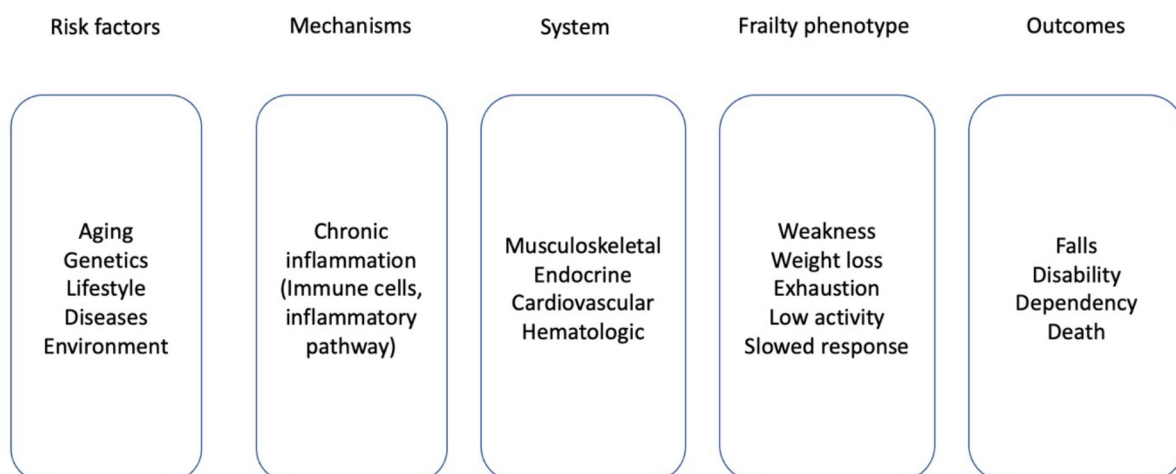 Risk factors
Mechanisms
System
Frailty phenotype
Outcomes
Aging
Genetics
Lifestyle
Diseases
Environment
Chronic
inflammation
(Immune cells,
inflammatory
pathway)
Musculoskeletal
Endocrine
Cardiovascular
Hematologic
Weakness
Weight loss
Exhaustion
Low activity
Slowed response
Falls
Disability
Dependency
Death